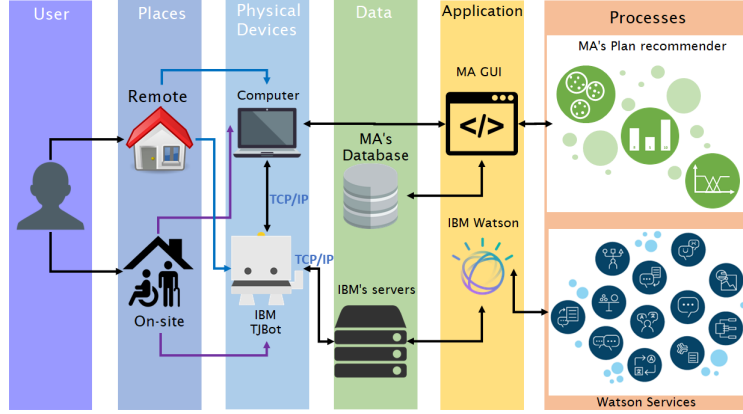 User
Places
Physical
Devices
Data
Application
Processes
Remote
Computer
MA's
Database
MA GUI
</>
MA's Plan recommender
TCP/IP
On-site
TCP/IP
IBM
TJBot
IBM's servers
IBM Watson
Watson Services